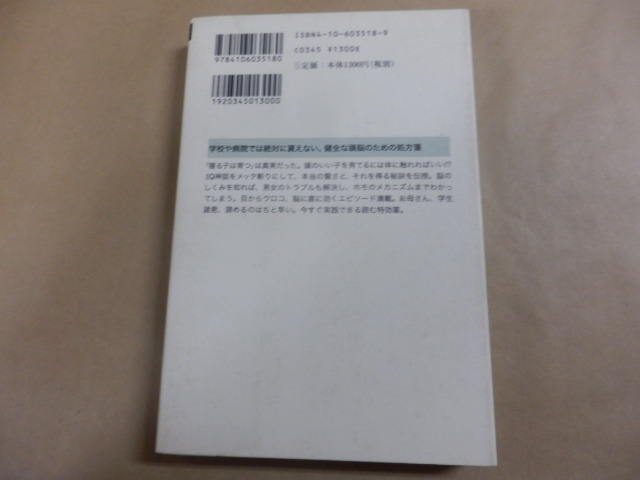 ISBN4-10-603518-9
C0345 ¥1300E
定価：本体1300円（税別）
9784106035180
1920345013000
学校や病院では絶対に貰えない、健全な頭脳のための処方箋
「寝る子は育つ」は真実だった。頭のいい子を育てるには体に触れればいい!?
IQ神話をメッタ斬りにして、本当の賢さと、それを得る秘訣を伝授。脳の
しくみを知れば、男女のトラブルも解決し、ホモのメカニズムまでわかっ
てしまう。目からウロコ、脳に直に効くエピソード満載。お母さん、学生
諸君、諦めるのはちと早い。今すぐ実践できる読む特効薬。